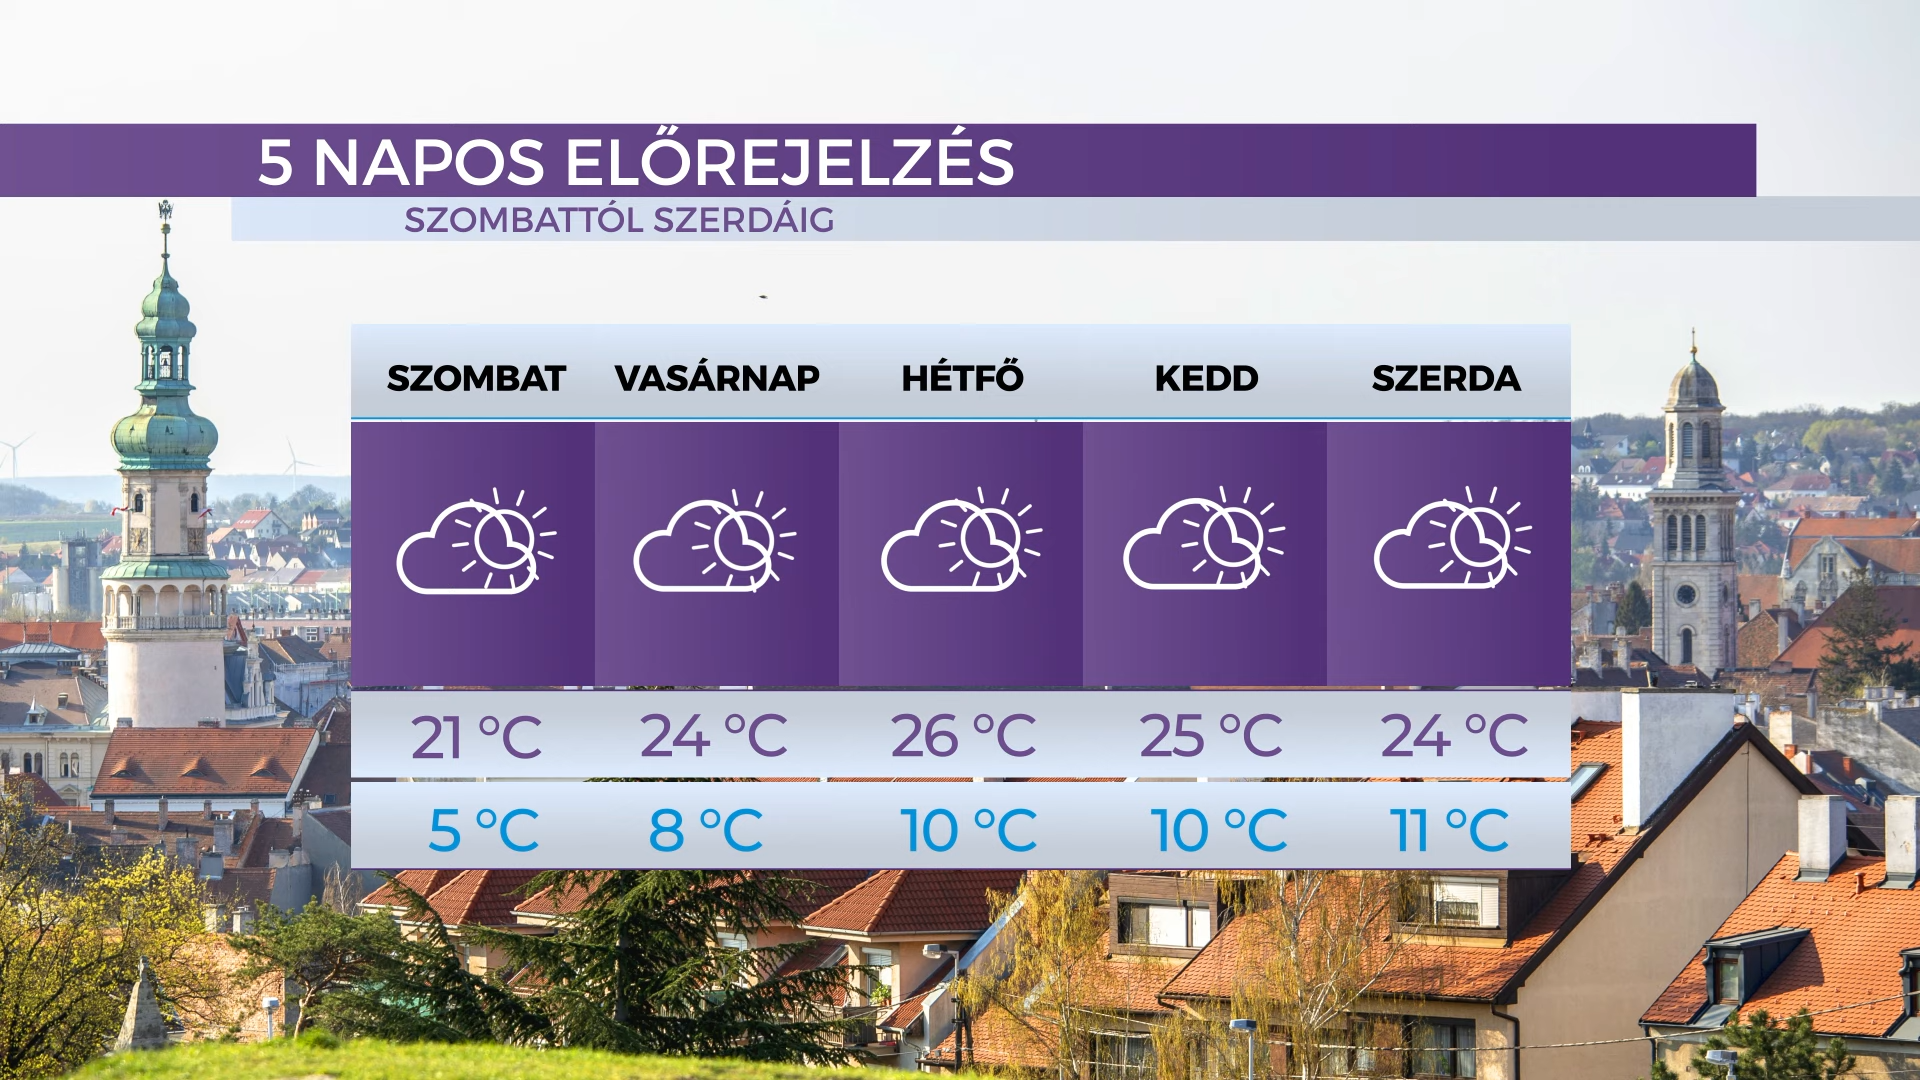 5 NAPOS ELŐREJELZÉS
SZOMBATTÓL SZERDÁIG
SZOMBAT VASÁRNAP HÉTFŐ KEDD SZERDA
21 °C 24 °C 26 °C 25 °C 24 °C
5 °C 8 °C 10 °C 10 °C 11 °C